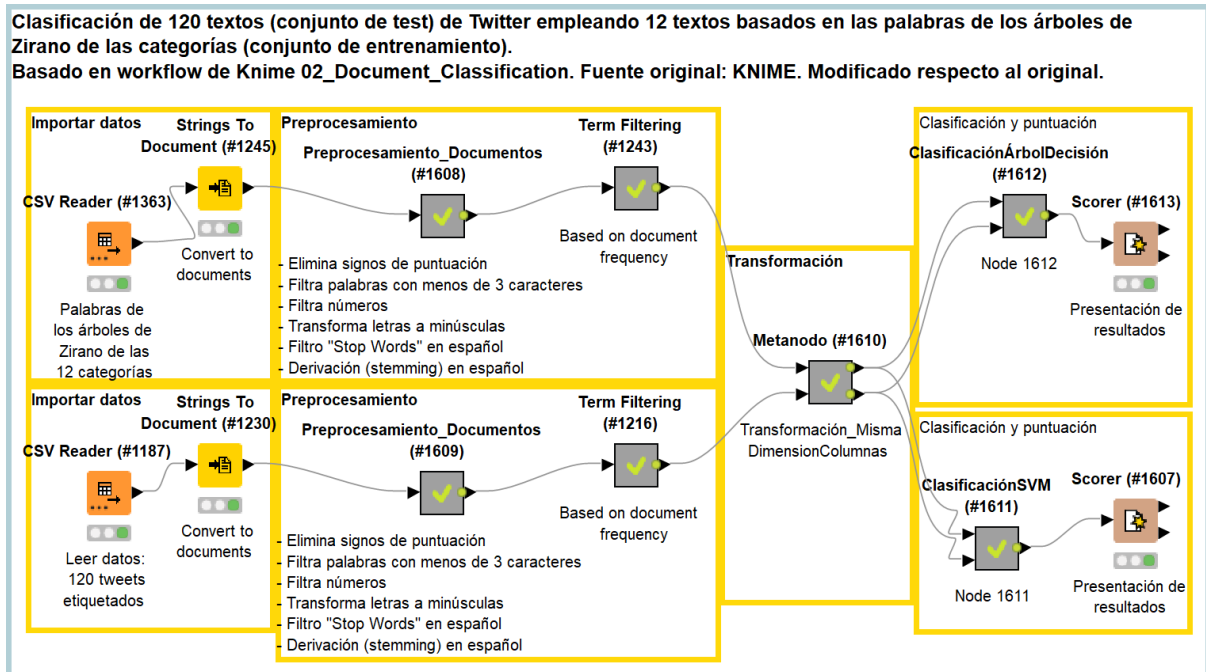 Clasificación de 120 textos (conjunto de test) de Twitter empleando 12 textos basados en las palabras de los árboles de
Zirano de las categorías (conjunto de entrenamiento).
Basado en workflow de Knime 02_Document_Classification. Fuente original: KNIME. Modificado respecto al original.
Importar datos
Strings To
Document (#1245)
CSV Reader (#1363)
Convert to
documents
Palabras de
los árboles de
Zirano de las
12 categorías
Preprocesamiento
Preprocesamiento_Documentos
(#1608)
Term Filtering
(#1243)
Based on document
frequency
- Elimina signos de puntuación
- Filtra palabras con menos de 3 caracteres
- Filtra números
- Transforma letras a minúsculas
- Filtro "Stop Words" en español
- Derivación (stemming) en español
Importar datos
Strings To
Document (#1230)
CSV Reader (#1187)
Convert to
documents
Leer datos:
120 tweets
etiquetados
Preprocesamiento
Preprocesamiento_Documentos
(#1609)
Term Filtering
(#1216)
Based on document
frequency
- Elimina signos de puntuación
- Filtra palabras con menos de 3 caracteres
- Filtra números
- Transforma letras a minúsculas
- Filtro "Stop Words" en español
- Derivación (stemming) en español
Transformación
Metanodo (#1610)
Transformación_Misma
DimensionColumnas
Clasificación y puntuación
ClasificaciónÁrbolDecisión
(#1612)
Node 1612
Scorer (#1613)
Presentación de
resultados
Clasificación y puntuación
ClasificaciónSVM
(#1611)
Node 1611
Scorer (#1607)
Presentación de
resultados